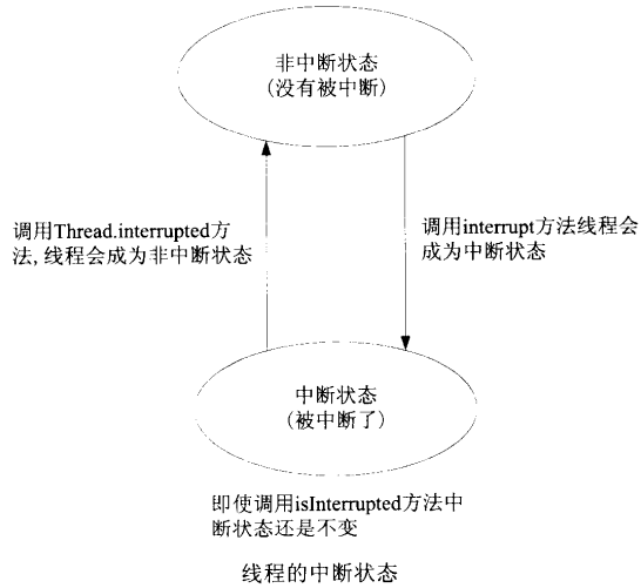 非中断状态
(没有被中断)
调用Thread.interrupted方
法,线程会成为非中断状态
调用interrupt方法线程会
成为中断状态
中断状态
(被中断了)
即使调用isInterrupted方法中
断状态还是不变
线程的中断状态